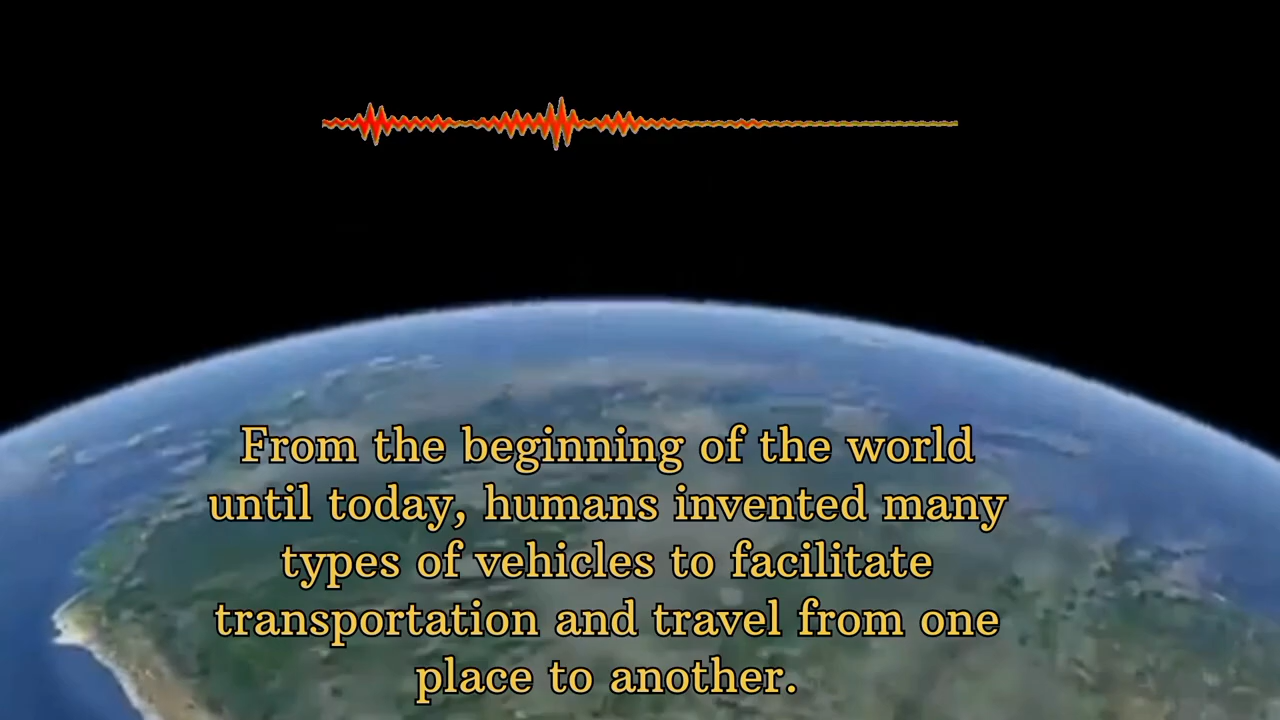 From the beginning of the world
until today, humans invented many
types of vehicles to facilitate
transportation and travel from one
place to another.